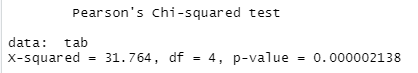 Pearson's Chi-squared test
data: tab
X-squared = 31.764, df = 4, p-value = 0.000002138